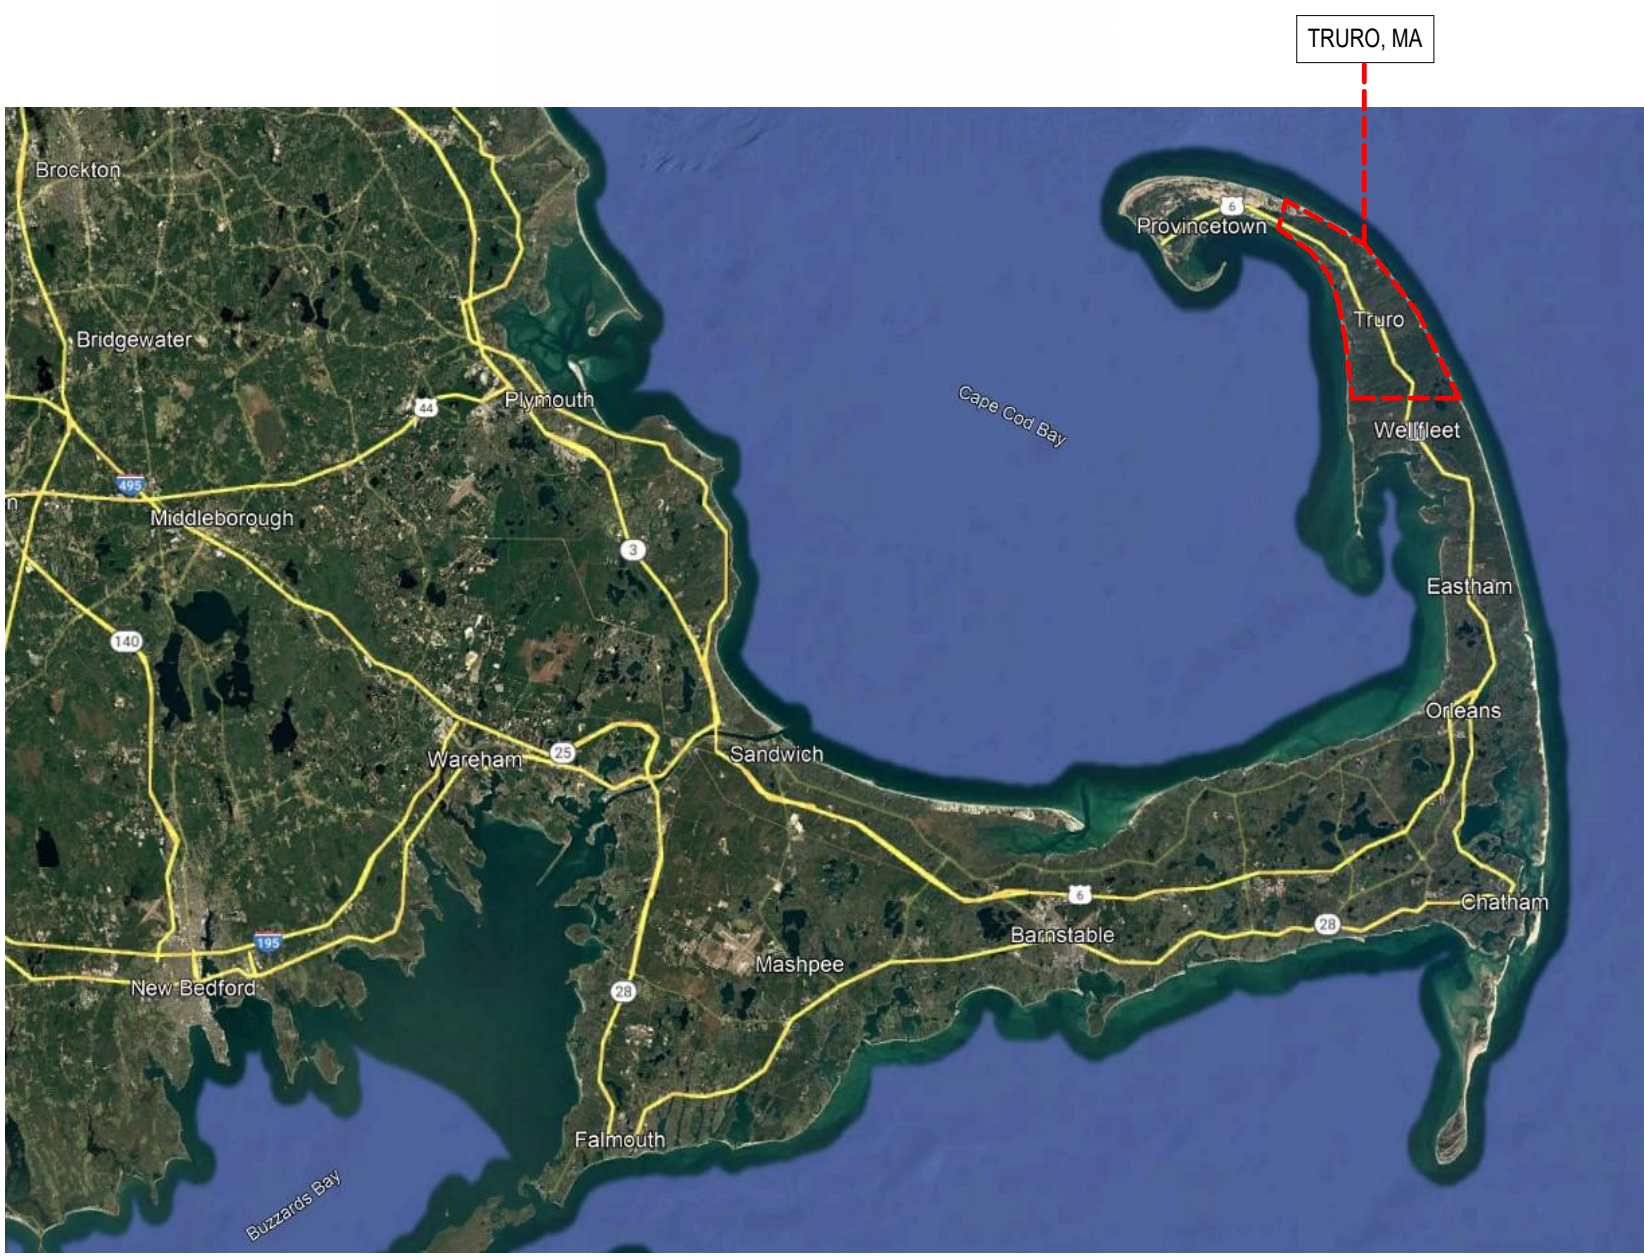 TRURO, MA
Brockton
6
Provincetown
Truro
Bridgewater
Plymouth
44
Cape Cod Bay
Wellfleet
495
n
Middleborough
3
Eastham
140
Orleans
Wareham
25
Sandwich
6
Chatham
28
Barnstable
195
Mashpee
New Bedford
28
Falmouth
Buzzards Bay